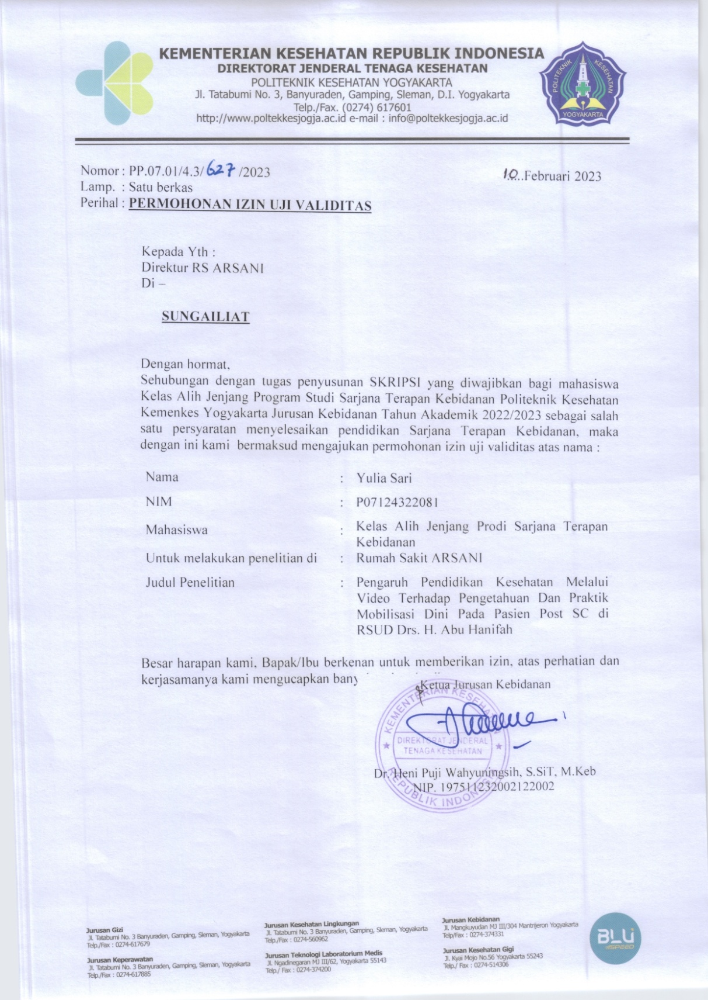 KEMENTERIAN KESEHATAN REPUBLIK INDONESIA
DIREKTORAT JENDERAL TENAGA KESEHATAN
POLITEKNIK KESEHATAN YOGYAKARTA
Jl. Tatabumi No. 3, Banyuraden, Gamping, Sleman, D.I. Yogyakarta
Telp./Fax. (0274) 617601
http://www.poltekkesjogja.ac.id e-mail : info@poltekkesjogja.ac.id
POLITEKNIK KESEHATAN
YOGYAKARTA
Nomor : PP.07.01/4.3/627/2023
10.....Februari 2023
Lamp. : Satu berkas
Perihal : PERMOHONAN IZIN UJI VALIDITAS
Kepada Yth :
Direktur RS ARSANI
Di –
SUNGAILIAT
Dengan hormat,
Sehubungan dengan tugas penyusunan SKRIPSI yang diwajibkan bagi mahasiswa
Kelas Alih Jenjang Program Studi Sarjana Terapan Kebidanan Politeknik Kesehatan
Kemenkes Yogyakarta Jurusan Kebidanan Tahun Akademik 2022/2023 sebagai salah
satu persyaratan menyelesaikan pendidikan Sarjana Terapan Kebidanan, maka
dengan ini kami bermaksud mengajukan permohonan izin uji validitas atas nama :
Nama : Yulia Sari
NIM : P07124322081
Mahasiswa : Kelas Alih Jenjang Prodi Sarjana Terapan
Kebidanan
Untuk melakukan penelitian di : Rumah Sakit ARSANI
Judul Penelitian : Pengaruh Pendidikan Kesehatan Melalui
Video Terhadap Pengetahuan Dan Praktik
Mobilisasi Dini Pada Pasien Post SC di
RSUD Drs. H. Abu Hanifah
Besar harapan kami, Bapak/Ibu berkenan untuk memberikan izin, atas perhatian dan
kerjasamanya kami mengucapkan
Ketua Jurusan Kebidanan
KEMENTERIAN KESEHATAN
DIREKTORAT JENDERAL
TENAGA KESEHATAN
REPUBLIK INDONESIA
Dr. Heni Puji Wahyuningsih, S.SiT, M.Keb
NIP. 197511232002122002
Jurusan Gizi
Jl. Tatabumi No. 3 Banyuraden, Gamping, Sleman, Yogyakarta
Telp./Fax : 0274-617679
Jurusan Keperawatan
Jl. Tatabumi No. 3 Banyuraden, Gamping, Sleman, Yogyakarta
Telp./Fax : 0274-617885
Jurusan Kesehatan Lingkungan
Jl. Tatabumi No. 3 Banyuraden, Gamping, Sleman, Yogyakarta
Telp./Fax : 0274-560962
Jurusan Teknologi Laboratorium Medis
Jl. Ngadinegaran MJ III/62, Yogyakarta 55143
Telp./ Fax : 0274-374200
Jurusan Kebidanan
Jl. Mangkuyudan MJ III/304 Mantrijeron Yogyakarta
Telp/Fax : 0274-374331
Jurusan Kesehatan Gigi
Jl. Kyai Mojo No.56 Yogyakarta 55243
Telp./ Fax : 0274-514306
BLU
SPEED